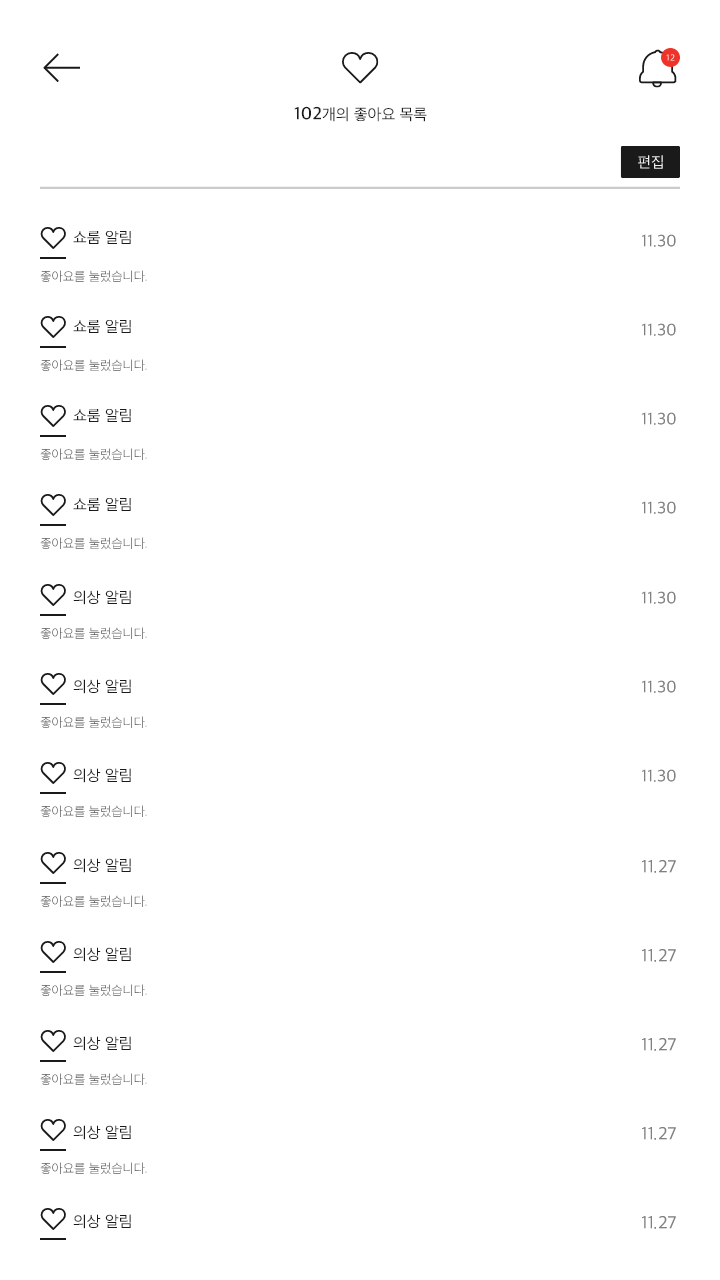 12
102개의 좋아요 목록
편집
쇼룸 알림 11.30
좋아요를 눌렀습니다.
쇼룸 알림 11.30
좋아요를 눌렀습니다.
쇼룸 알림 11.30
좋아요를 눌렀습니다.
쇼룸 알림 11.30
좋아요를 눌렀습니다.
의상 알림 11.30
좋아요를 눌렀습니다.
의상 알림 11.30
좋아요를 눌렀습니다.
의상 알림 11.30
좋아요를 눌렀습니다.
의상 알림 11.27
좋아요를 눌렀습니다.
의상 알림 11.27
좋아요를 눌렀습니다.
의상 알림 11.27
좋아요를 눌렀습니다.
의상 알림 11.27
좋아요를 눌렀습니다.
의상 알림 11.27